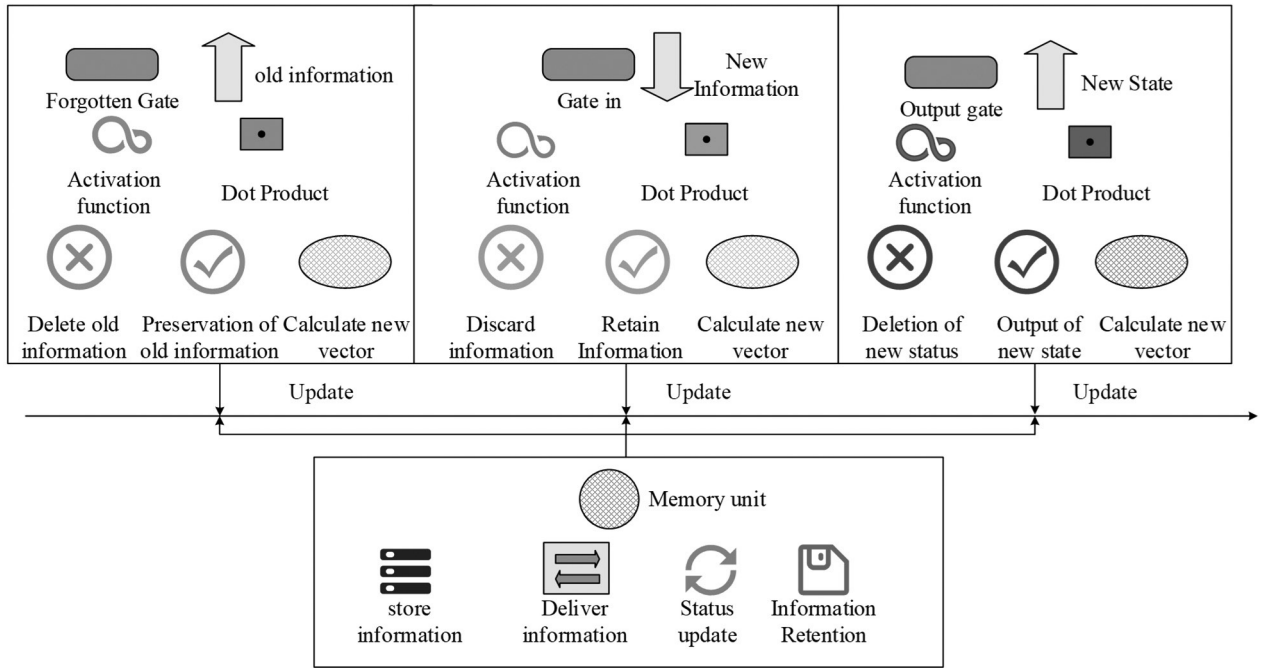 old information
Forgotten Gate
Activation
function
Dot Product
Delete old
information
Preservation of
old information
Calculate new
vector
New
Information
Gate in
Activation
function
Dot Product
Discard
information
Retain
Information
Calculate new
vector
New State
Output gate
Activation
function
Dot Product
Deletion of
new status
Output of
new state
Calculate new
vector
Update
Update
Update
Memory unit
store
information
Deliver
information
Status
update
Information
Retention